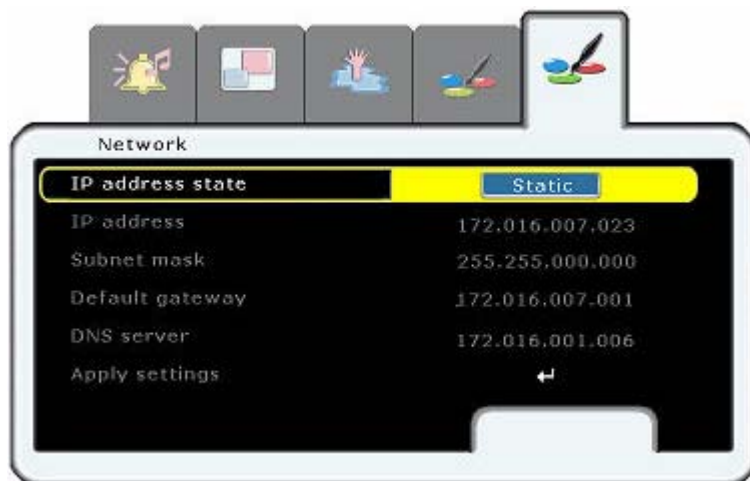 Network
IP address state Static
IP address 172.016.007.023
Subnet mask 255.255.000.000
Default gateway 172.016.007.001
DNS server 172.016.001.006
Apply settings ↵